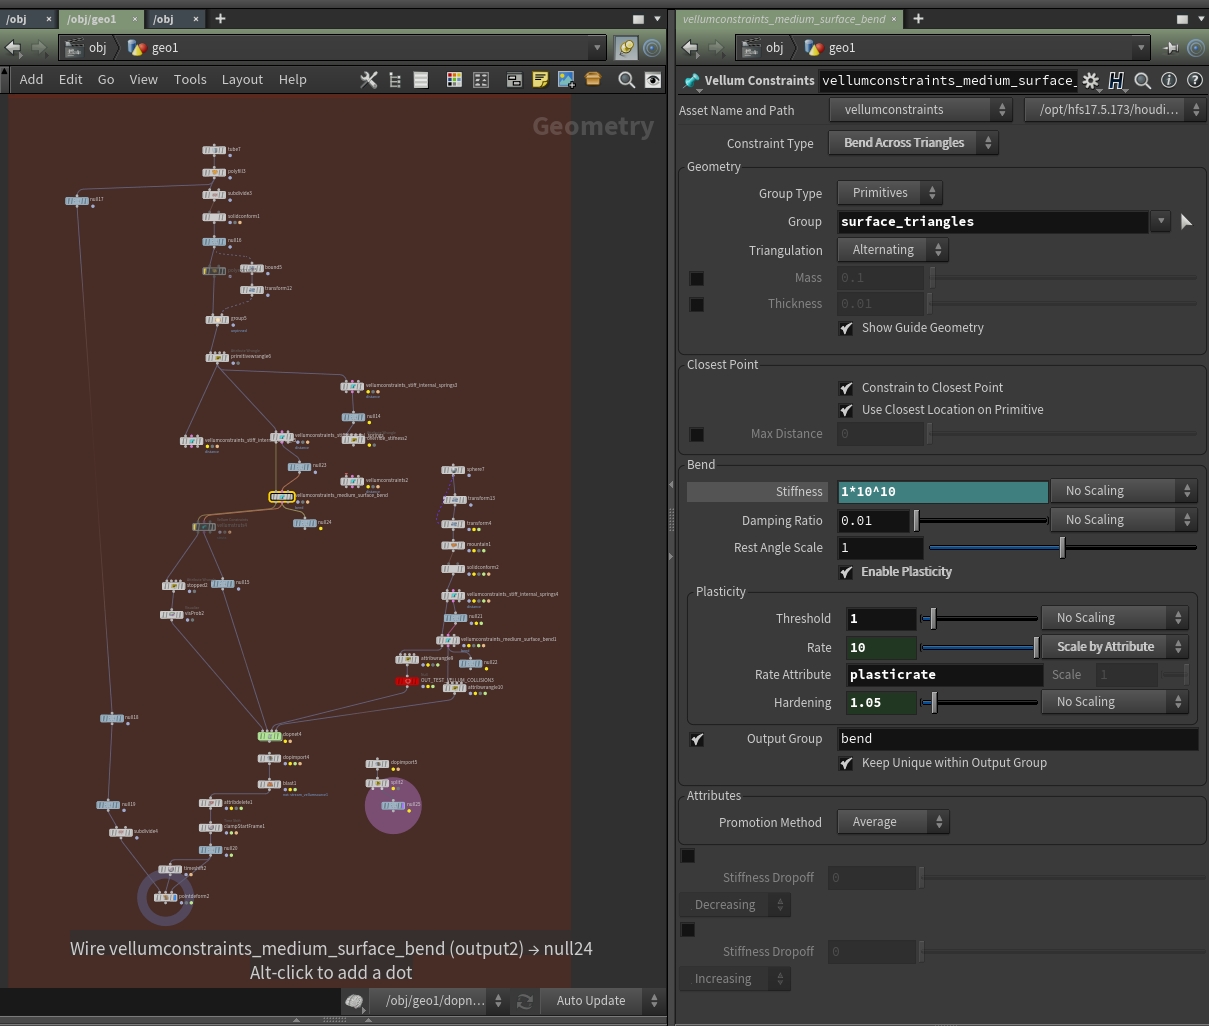 /obj × /obj/geo1 × /obj × +
obj geo1
Add Edit Go View Tools Layout Help
Geometry
tube7
polyfill3
subdivide3
null17
solidconform1
null16
bound5
transform12
group5
primitivewrangle6
vellumconstraints_stiff_internal_springs3
null14
null23
vellumconstraints2
vellumconstraints_medium_surface_bend
null24
sphere7
transform13
transform4
mountain1
solidconform2
vellumconstraints_stiff_internal_springs4
null21
vellumconstraints_medium_surface_bend1
null22
stopped2
null15
visProb2
OUT_TEST_VELLUM_COLLISION3
attribwrangle10
null18
dopnet4
dopimport4
dopimport5
blast1
split2
null25
null19
attribdelete1
subdivide4
clampStartFrame1
null20
timeshift2
pointdeform2
Wire vellumconstraints_medium_surface_bend (output2) → null24
Alt-click to add a dot
/obj/geo1/dopn... Auto Update
vellumconstraints_medium_surface_bend × +
obj geo1
Vellum Constraints vellumconstraints_medium_surface_
Asset Name and Path vellumconstraints /opt/hfs17.5.173/houdi...
Constraint Type Bend Across Triangles
Geometry
Group Type Primitives
Group surface_triangles
Triangulation Alternating
Mass 0.1
Thickness 0.01
Show Guide Geometry
Closest Point
Constrain to Closest Point
Use Closest Location on Primitive
Max Distance 0
Bend
Stiffness 1*10^10 No Scaling
Damping Ratio 0.01 No Scaling
Rest Angle Scale 1
Enable Plasticity
Plasticity
Threshold 1 No Scaling
Rate 10 Scale by Attribute
Rate Attribute plasticrate Scale 1
Hardening 1.05 No Scaling
Output Group bend
Keep Unique within Output Group
Attributes
Promotion Method Average
Stiffness Dropoff 0
Decreasing
Stiffness Dropoff 0
Increasing